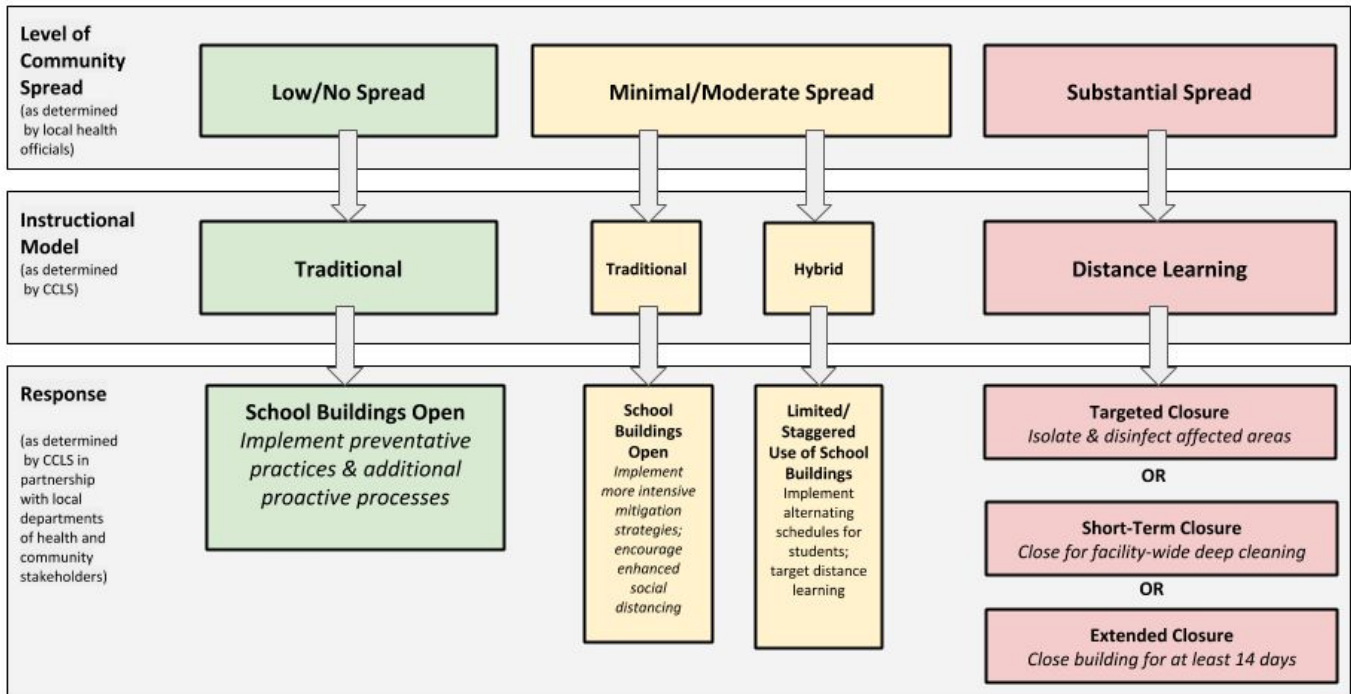 Level of
Community
Spread
(as determined
by local health
officials)
Low/No Spread
Minimal/Moderate Spread
Substantial Spread
Instructional
Model
(as determined
by CCLS)
Traditional
Traditional
Hybrid
Distance Learning
Response
(as determined
by CCLS in
partnership
with local
departments
of health and
community
stakeholders)
School Buildings Open
Implement preventative
practices & additional
proactive processes
School
Buildings
Open
Implement
more intensive
mitigation
strategies;
encourage
enhanced
social
distancing
Limited/
Staggered
Use of School
Buildings
Implement
alternating
schedules for
students;
target distance
learning
Targeted Closure
Isolate & disinfect affected areas
OR
Short-Term Closure
Close for facility-wide deep cleaning
OR
Extended Closure
Close building for at least 14 days